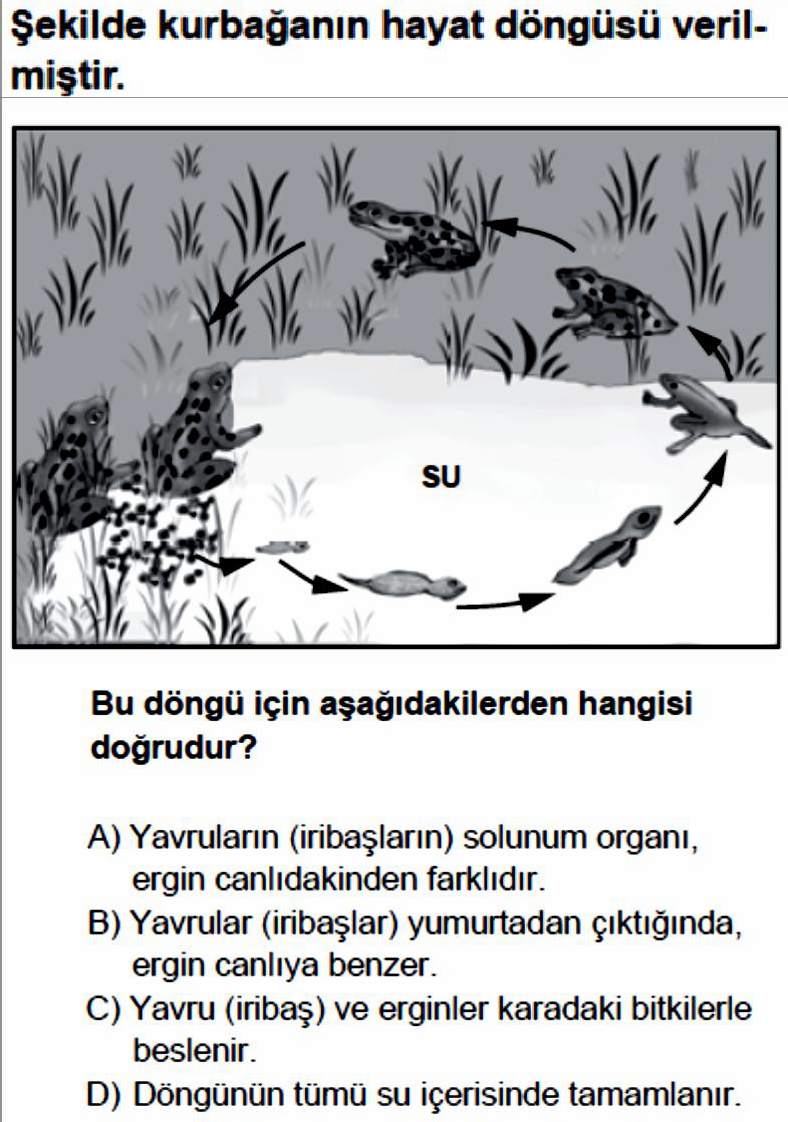 Şekilde kurbağanın hayat döngüsü veril-
miştir.
SU
Bu döngü için aşağıdakilerden hangisi
doğrudur?
A) Yavruların (iribaşların) solunum organı,
ergin canlıdakinden farklıdır.
B) Yavrular (iribaşlar) yumurtadan çıktığında,
ergin canlıya benzer.
C) Yavru (iribaş) ve erginler karadaki bitkilerle
beslenir.
D) Döngünün tümü su içerisinde tamamlanır.